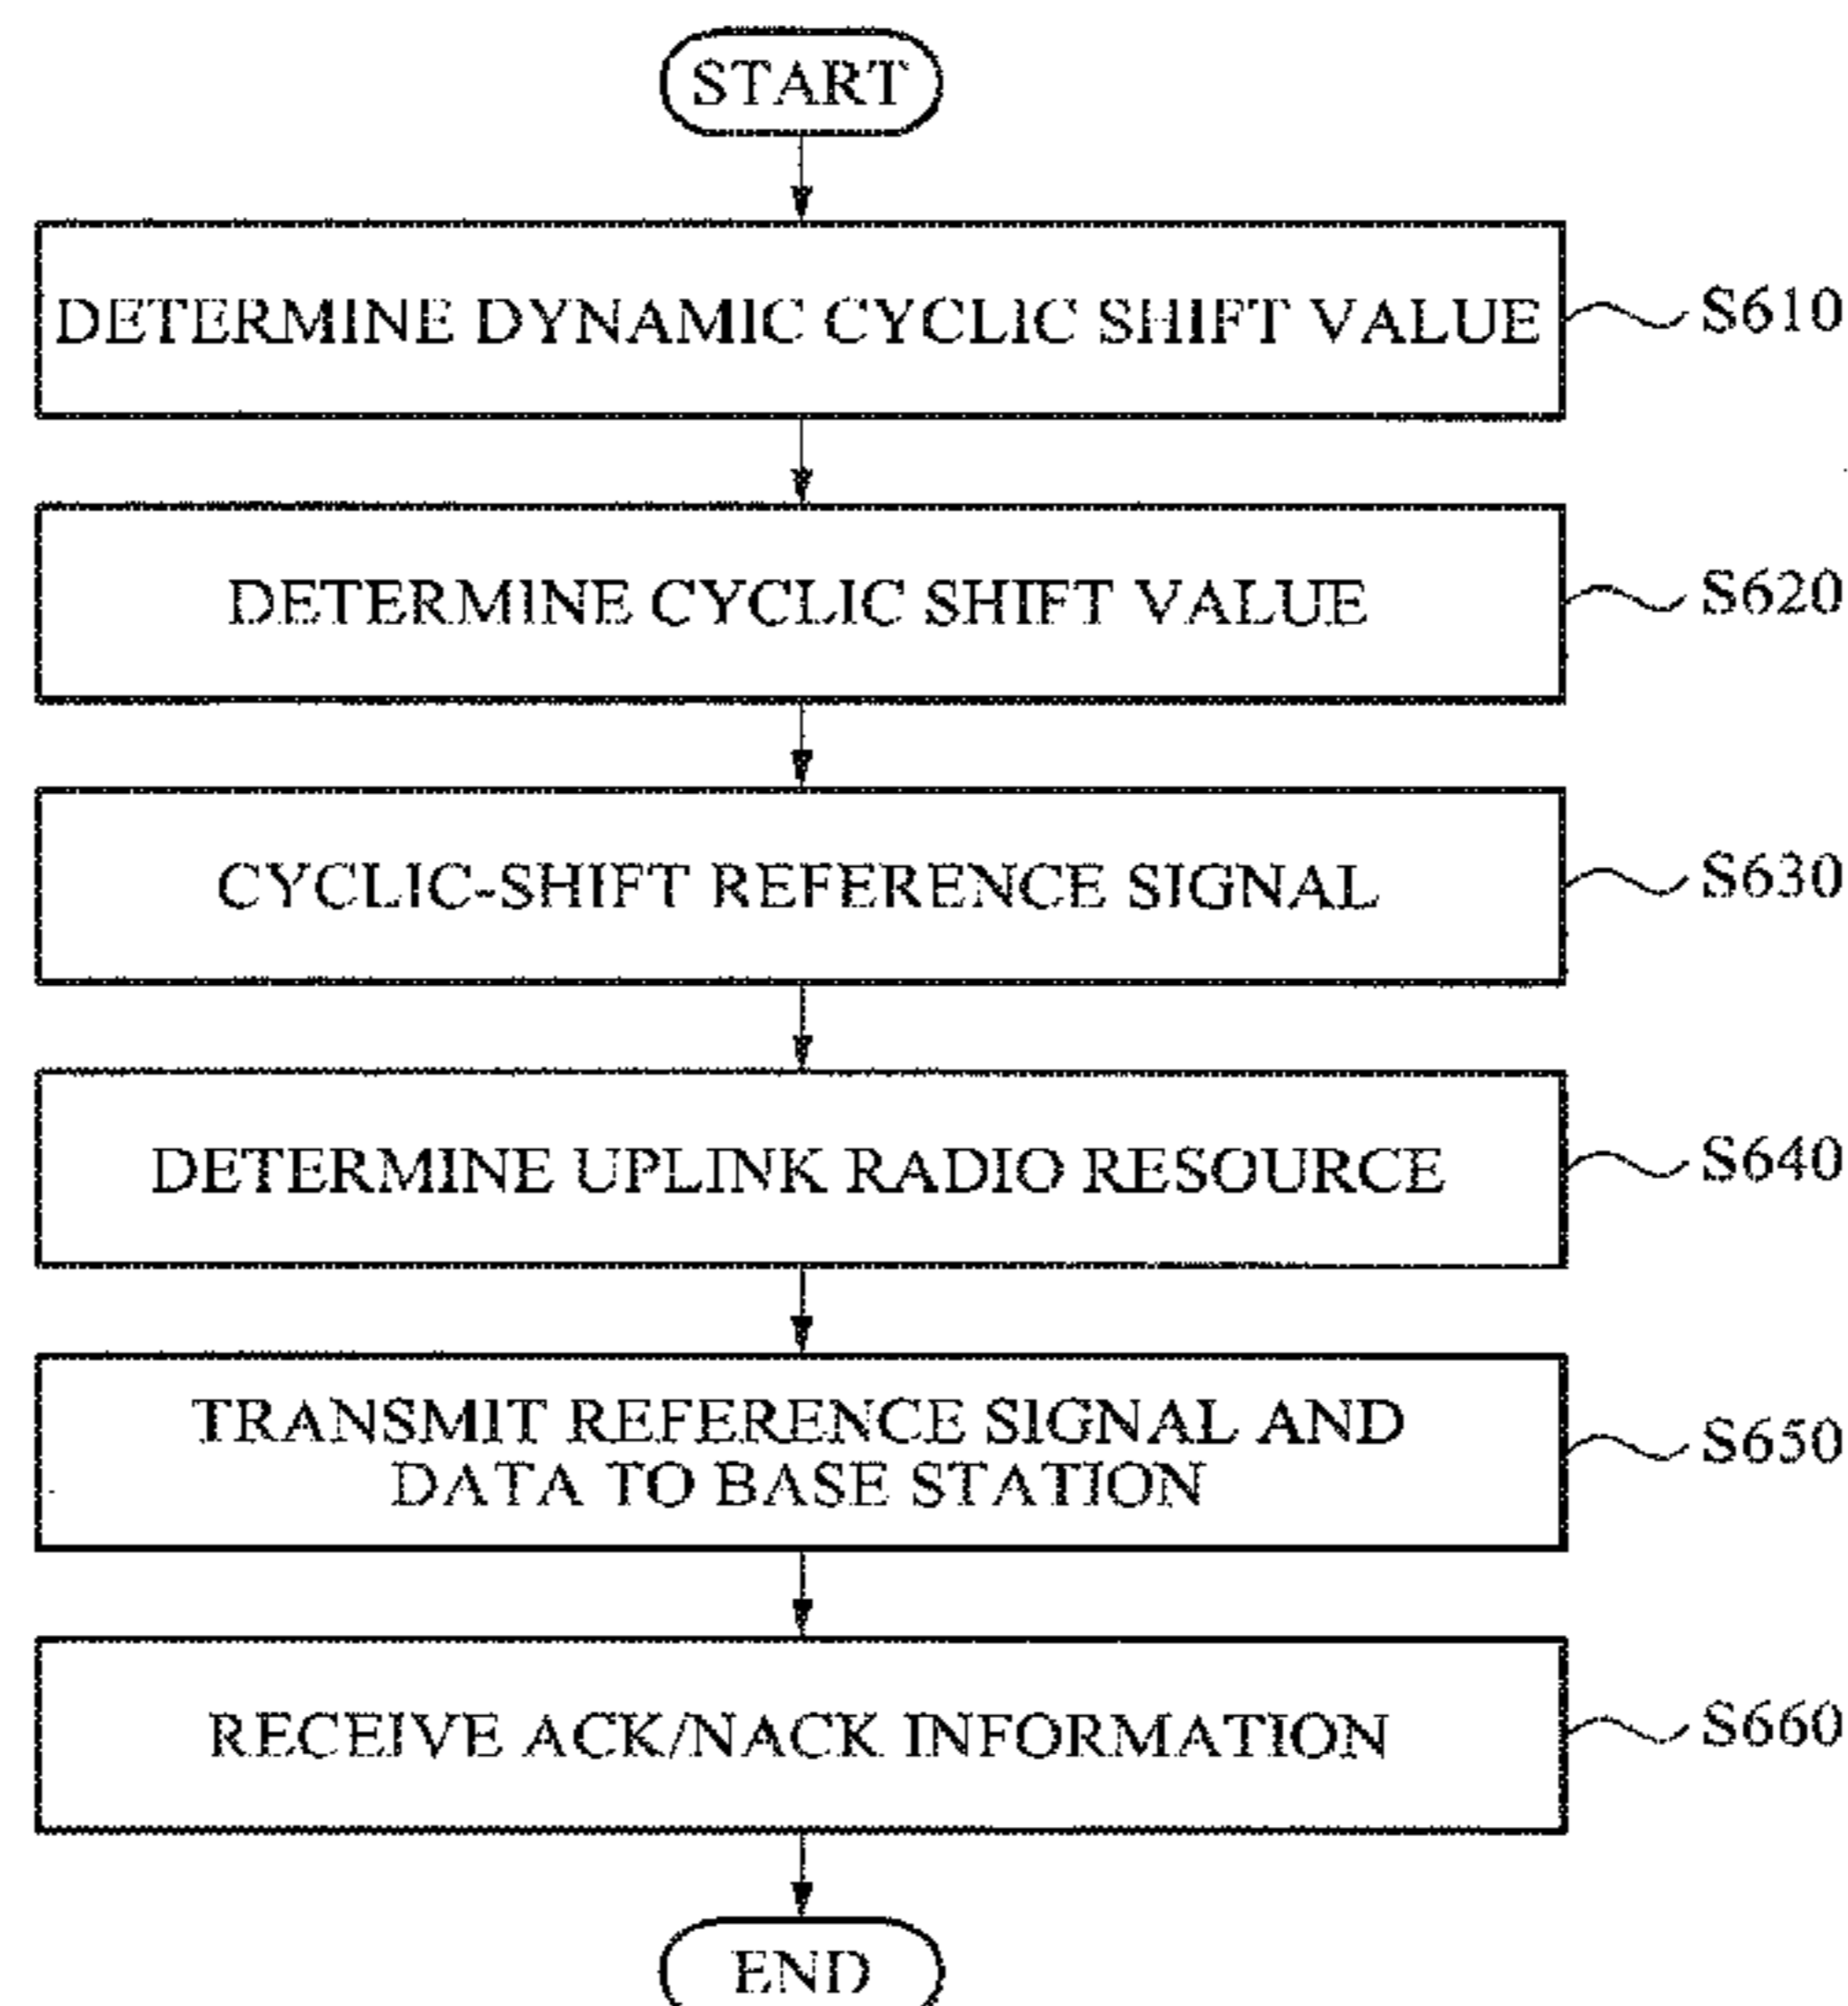 START
DETERMINE DYNAMIC CYCLIC SHIFT VALUE
S610
DETERMINE CYCLIC SHIFT VALUE
S620
CYCLIC-SHIFT REFERENCE SIGNAL
S630
DETERMINE UPLINK RADIO RESOURCE
S640
TRANSMIT REFERENCE SIGNAL AND
DATA TO BASE STATION
S650
RECEIVE ACK/NACK INFORMATION
S660
END